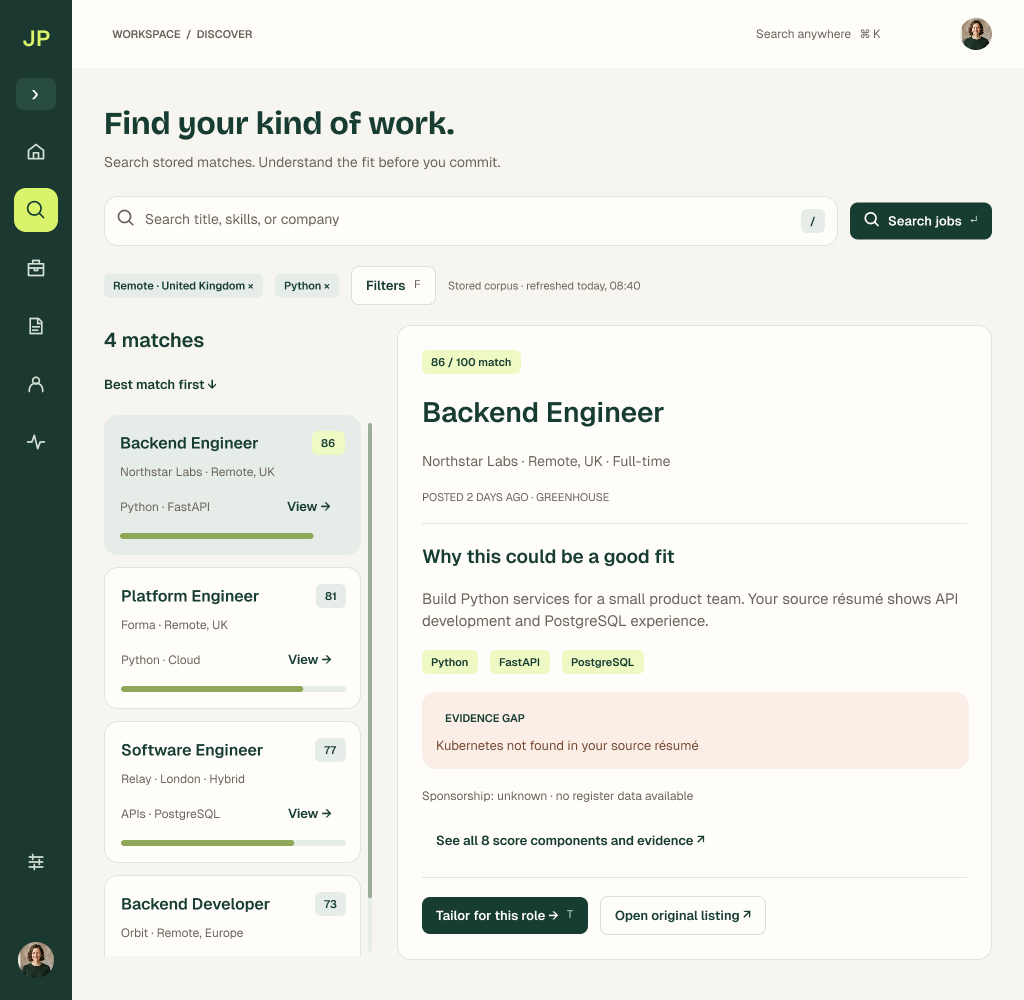 JP
WORKSPACE / DISCOVER
Search anywhere ⌘ K
›
Find your kind of work.
Search stored matches. Understand the fit before you commit.
Search title, skills, or company
/
Search jobs ↵
Remote · United Kingdom ×
Python ×
Filters F
Stored corpus · refreshed today, 08:40
4 matches
Best match first ↓
Backend Engineer 86
Northstar Labs · Remote, UK
Python · FastAPI View →
Platform Engineer 81
Forma · Remote, UK
Python · Cloud View →
Software Engineer 77
Relay · London · Hybrid
APIs · PostgreSQL View →
Backend Developer 73
Orbit · Remote, Europe
86 / 100 match
Backend Engineer
Northstar Labs · Remote, UK · Full-time
POSTED 2 DAYS AGO · GREENHOUSE
Why this could be a good fit
Build Python services for a small product team. Your source résumé shows API
development and PostgreSQL experience.
Python FastAPI PostgreSQL
EVIDENCE GAP
Kubernetes not found in your source résumé
Sponsorship: unknown · no register data available
See all 8 score components and evidence ↗
Tailor for this role → T
Open original listing ↗